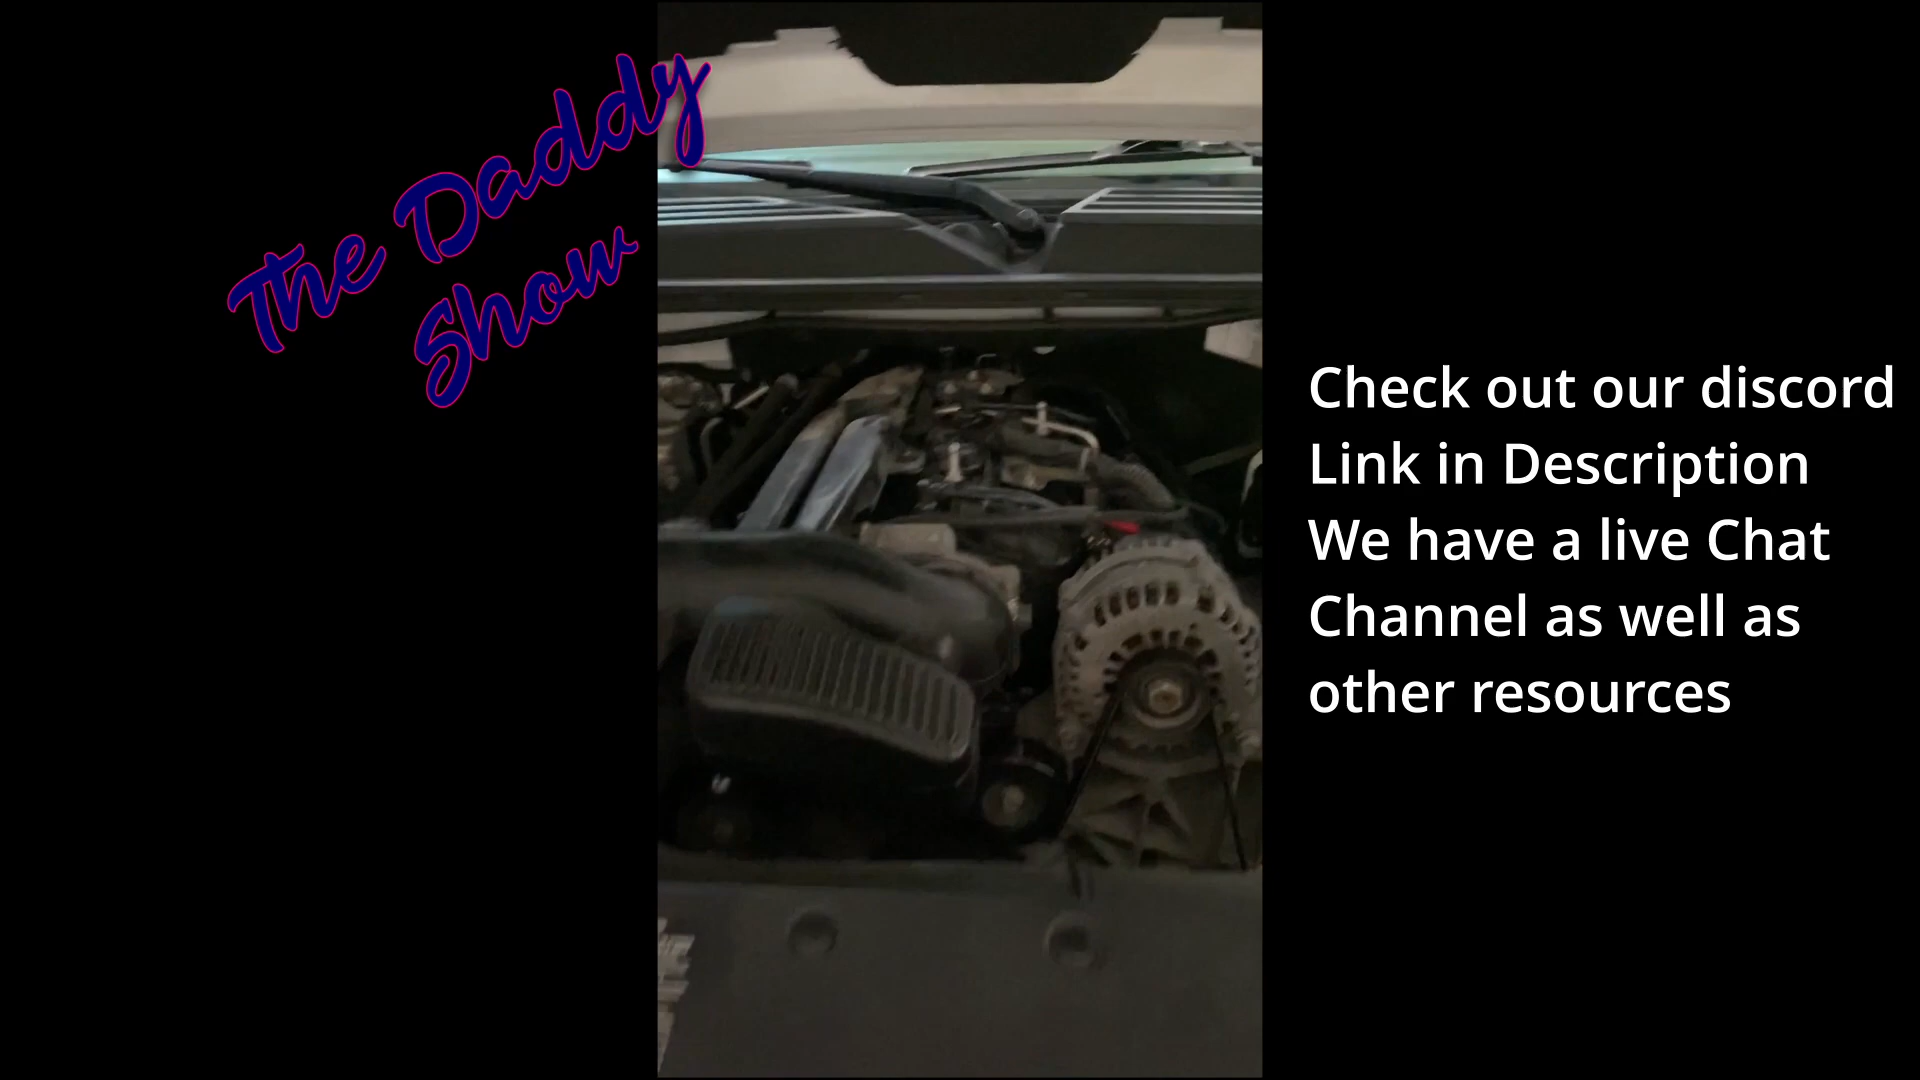 The Daddy
Show
Check out our discord
Link in Description
We have a live Chat
Channel as well as
other resources